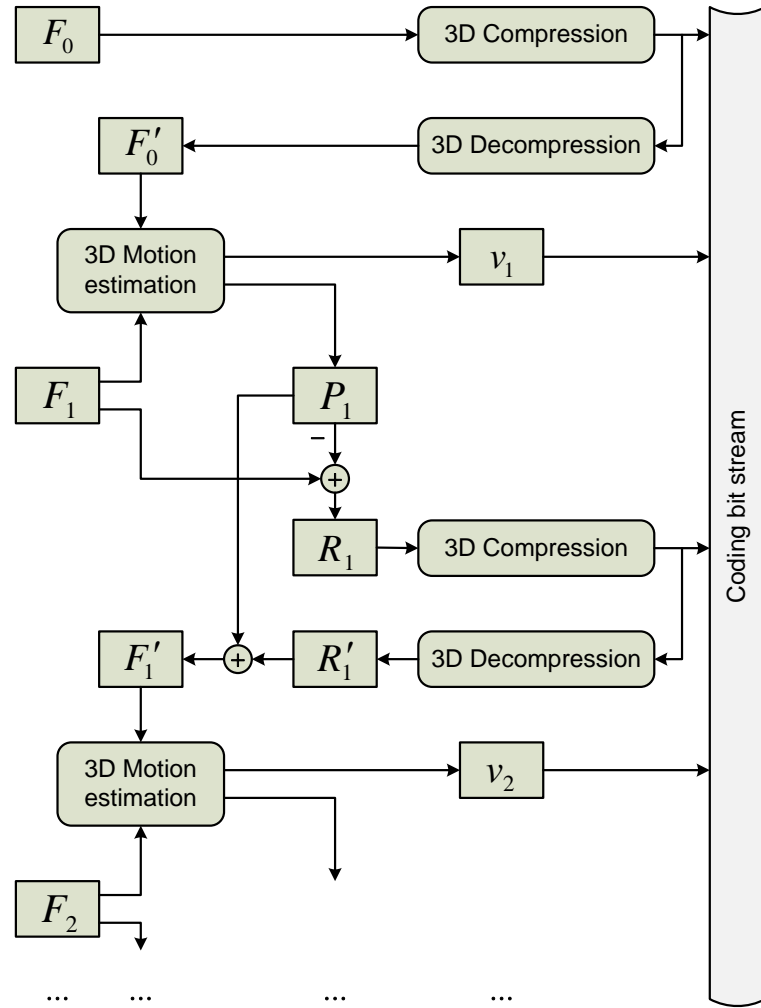 F₀
3D Compression
F₀′
3D Decompression
3D Motion
estimation
v₁
F₁
P₁
−
+
R₁
3D Compression
F₁′
+
R₁′
3D Decompression
3D Motion
estimation
v₂
F₂
... ... ... ...
Coding bit stream